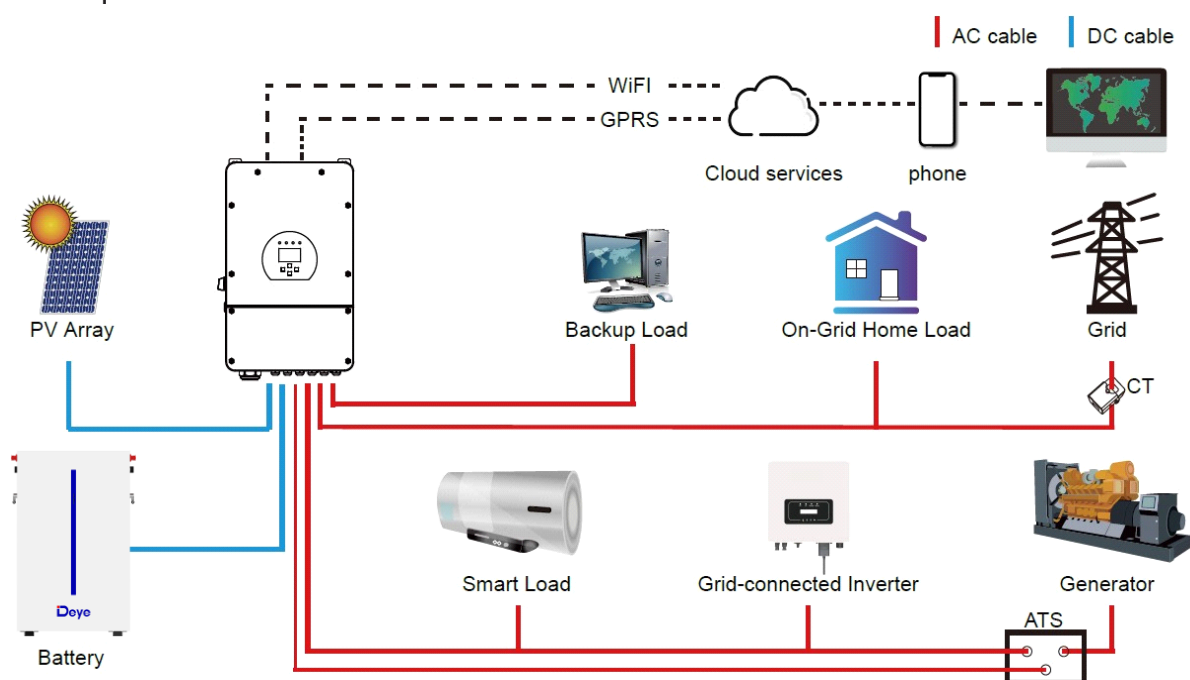 AC cable
DC cable
WiFI
GPRS
Cloud services
phone
PV Array
Backup Load
On-Grid Home Load
Grid
CT
Deye
Battery
Smart Load
Grid-connected Inverter
Generator
ATS